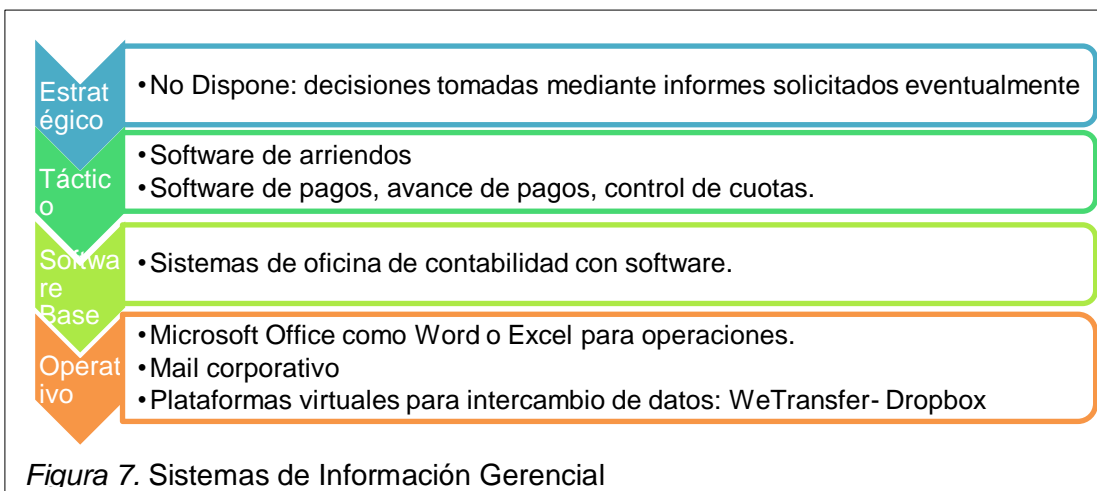 Estrat
égico
•No Dispone: decisiones tomadas mediante informes solicitados eventualmente
Táctic
o
•Software de arriendos
•Software de pagos, avance de pagos, control de cuotas.
Softwa
re
Base
•Sistemas de oficina de contabilidad con software.
Operat
ivo
•Microsoft Office como Word o Excel para operaciones.
•Mail corporativo
•Plataformas virtuales para intercambio de datos: WeTransfer- Dropbox
Figura 7. Sistemas de Información Gerencial